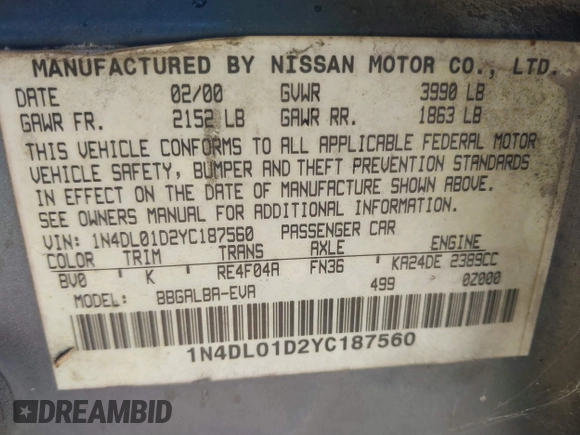 MANUFACTURED BY NISSAN MOTOR CO., LTD.
DATE 02/00 GVWR 3990 LB
GAWR FR. 2152 LB GAWR RR. 1863 LB
THIS VEHICLE CONFORMS TO ALL APPLICABLE FEDERAL MOTOR
VEHICLE SAFETY, BUMPER AND THEFT PREVENTION STANDARDS
IN EFFECT ON THE DATE OF MANUFACTURE SHOWN ABOVE.
SEE OWNERS MANUAL FOR ADDITIONAL INFORMATION.
VIN: 1N4DL01D2YC187560 PASSENGER CAR
COLOR TRIM TRANS AXLE ENGINE
BV0 K RE4F04A FN36 KA24DE 2389CC
MODEL: BBGALBA-EVA 499 0Z000
1N4DL01D2YC187560
DREAMBID